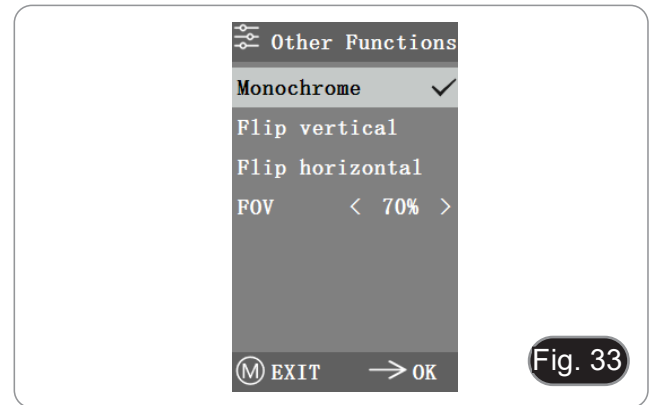 Other Functions
Monochrome
Flip vertical
Flip horizontal
FOV < 70% >
M EXIT → OK
Fig. 33